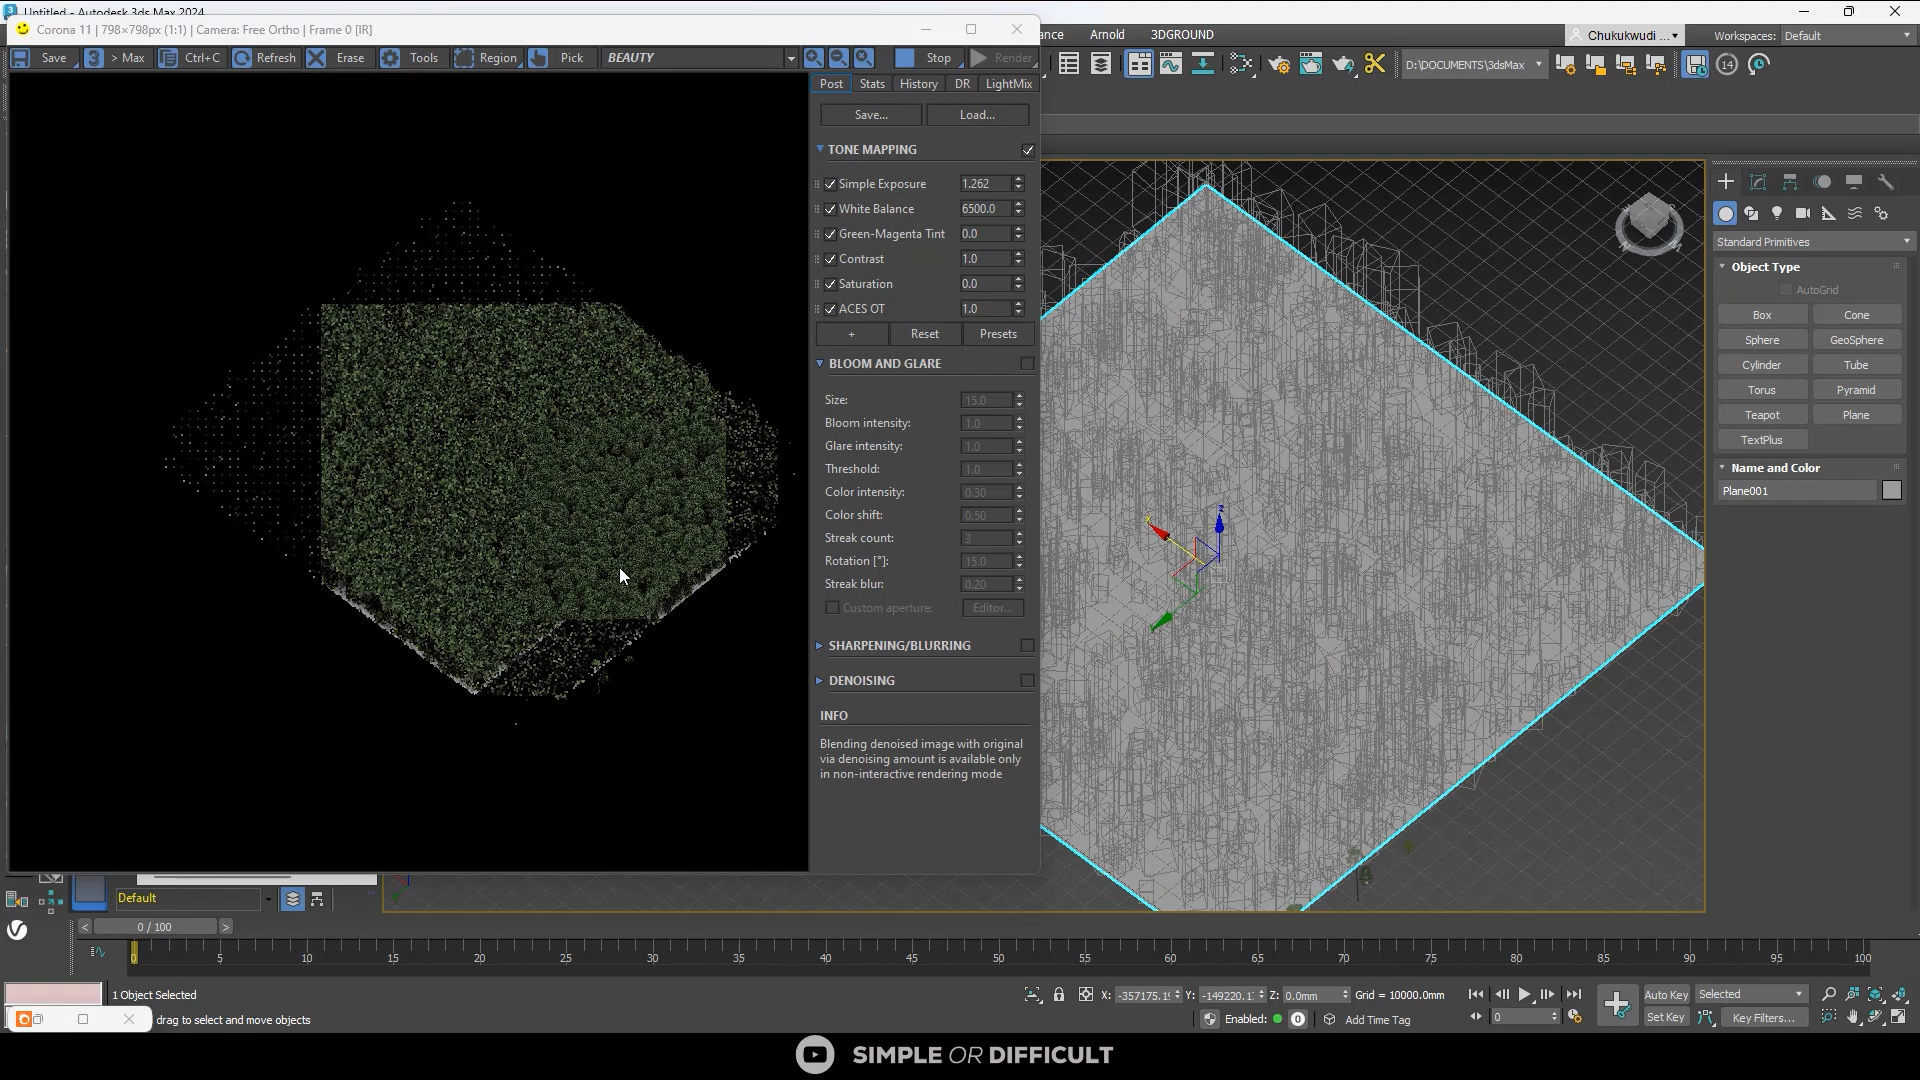 Untitled - Autodesk 3ds Max 2024
Corona 11 | 798×798px (1:1) | Camera: Free Ortho | Frame 0 [IR]
ance Arnold 3DGROUND
Chukukwudi ... Workspaces: Default
Save 3 > Max Ctrl+C Refresh Erase Tools Region Pick BEAUTY Stop Render
D:\DOCUMENTS\3dsMax
14
Post Stats History DR LightMix
Save... Load...
TONE MAPPING
Simple Exposure 1.262
White Balance 6500.0
Green-Magenta Tint 0.0
Contrast 1.0
Saturation 0.0
ACES OT 1.0
+ Reset Presets
BLOOM AND GLARE
Size: 15.0
Bloom intensity: 1.0
Glare intensity: 1.0
Threshold: 1.0
Color intensity: 0.30
Color shift: 0.50
Streak count: 3
Rotation [°]: 15.0
Streak blur: 0.20
Custom aperture: Editor...
SHARPENING/BLURRING
DENOISING
INFO
Blending denoised image with original
via denoising amount is available only
in non-interactive rendering mode
Standard Primitives
Object Type
AutoGrid
Box Cone
Sphere GeoSphere
Cylinder Tube
Torus Pyramid
Teapot Plane
TextPlus
Name and Color
Plane001
Default
< 0 / 100 >
0 5 10 15 20 25 30 35 40 45 50 55 60 65 70 75 80 85 90 95 100
1 Object Selected
X: -357175.19 Y: -149220.17 Z: 0.0mm Grid = 10000.0mm
Auto Key Selected
drag to select and move objects
Enabled: 0 Add Time Tag
0
Set Key Key Filters...
SIMPLE OR DIFFICULT